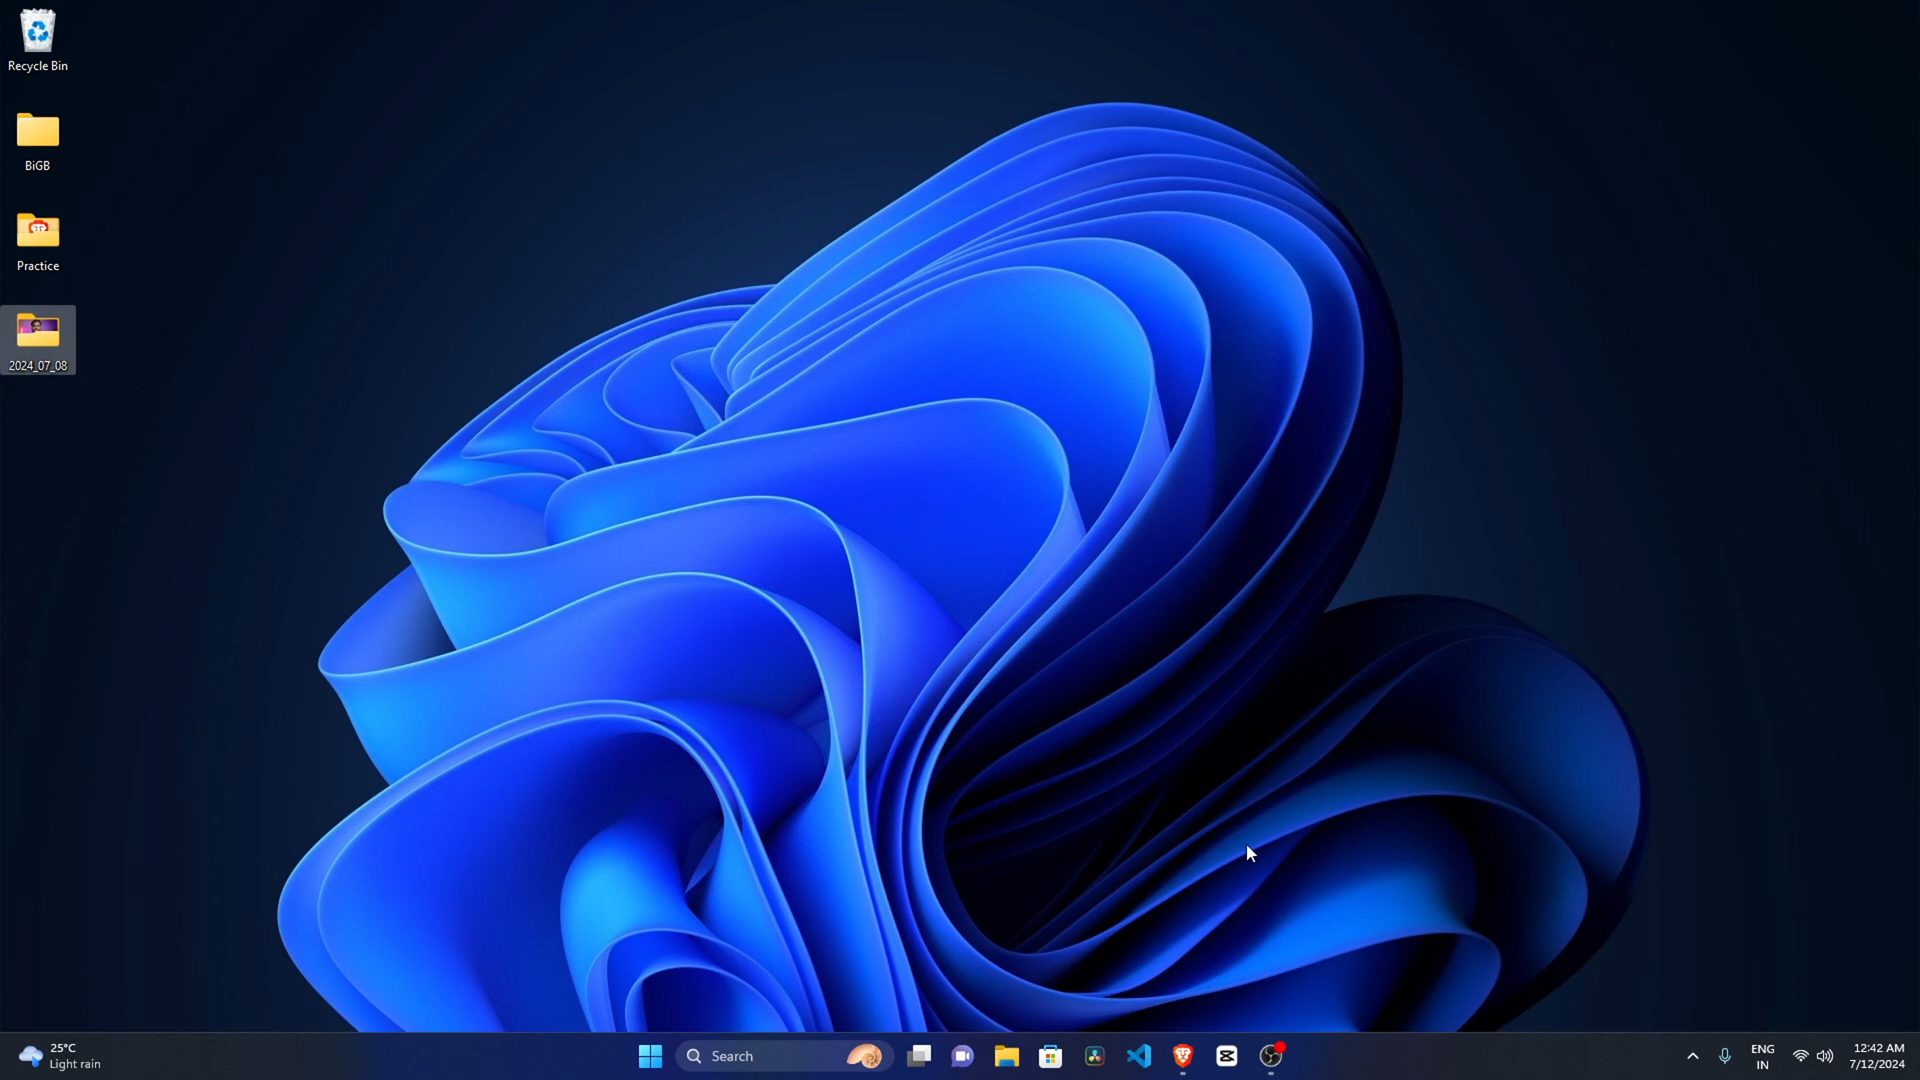 Recycle Bin
BiGB
Practice
2024_07_08
25°C
Light rain
Search
ENG
IN
12:42 AM
7/12/2024